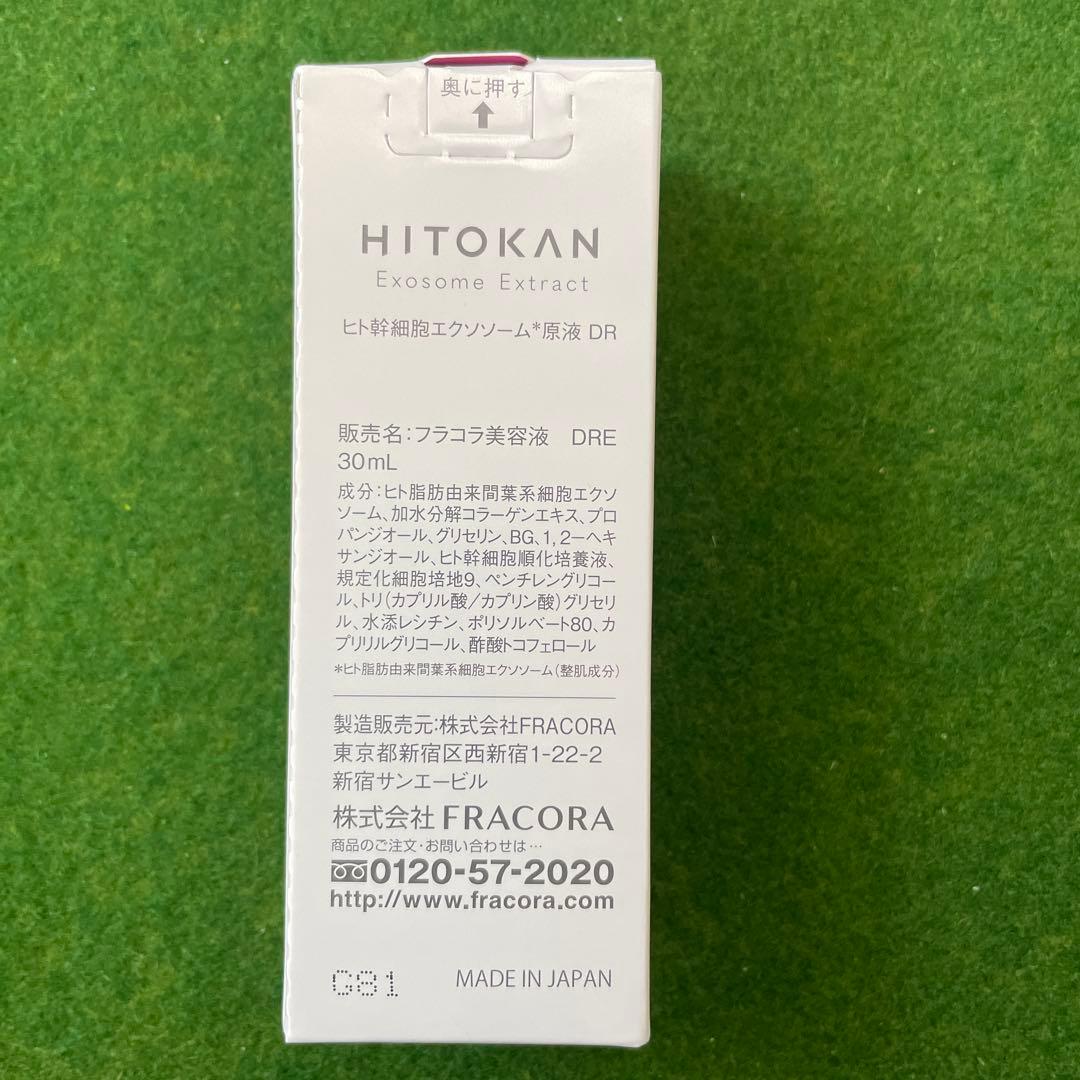 奥に押す
HITOKAN
Exosome Extract
ヒト幹細胞エクソソーム*原液 DR
販売名:フラコラ美容液 DRE
30mL
成分:ヒト脂肪由来間葉系細胞エクソ
ソーム、加水分解コラーゲンエキス、プロ
パンジオール、グリセリン、BG、1,2ーヘキ
サンジオール、ヒト幹細胞順化培養液、
規定化細胞培地9、ペンチレングリコー
ル、トリ(カプリル酸/カプリン酸)グリセリ
ル、水添レシチン、ポリソルベート80、カ
プリリルグリコール、酢酸トコフェロール
*ヒト脂肪由来間葉系細胞エクソソーム(整肌成分)
製造販売元:株式会社FRACORA
東京都新宿区西新宿1-22-2
新宿サンエービル
株式会社 FRACORA
商品のご注文・お問い合わせは…
0120-57-2020
http://www.fracora.com
G81 MADE IN JAPAN